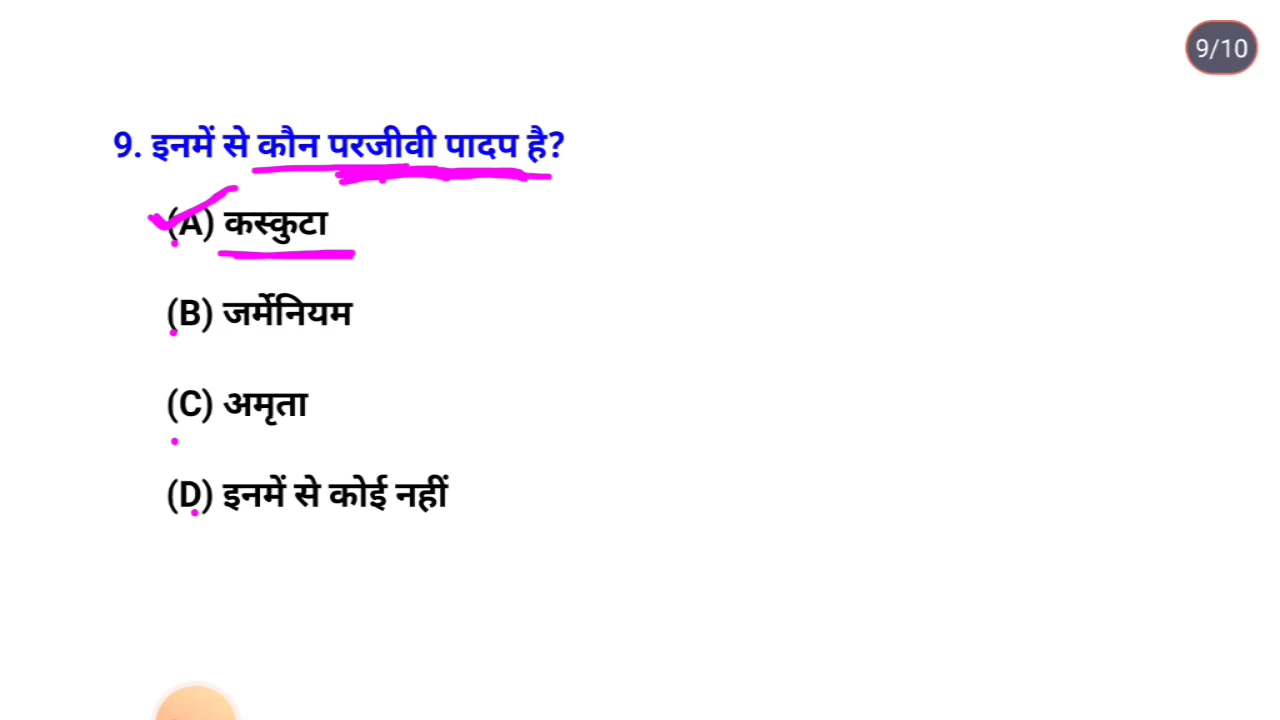 9/10
9. इनमें से कौन परजीवी पादप है?
(A) कस्कुटा
(B) जर्मेनियम
(C) अमृता
(D) इनमें से कोई नहीं